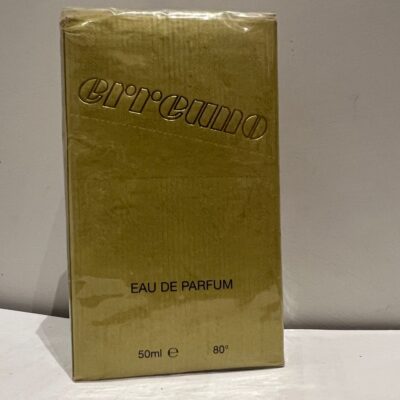 erreuno
EAU DE PARFUM
50ml ℮ 80°